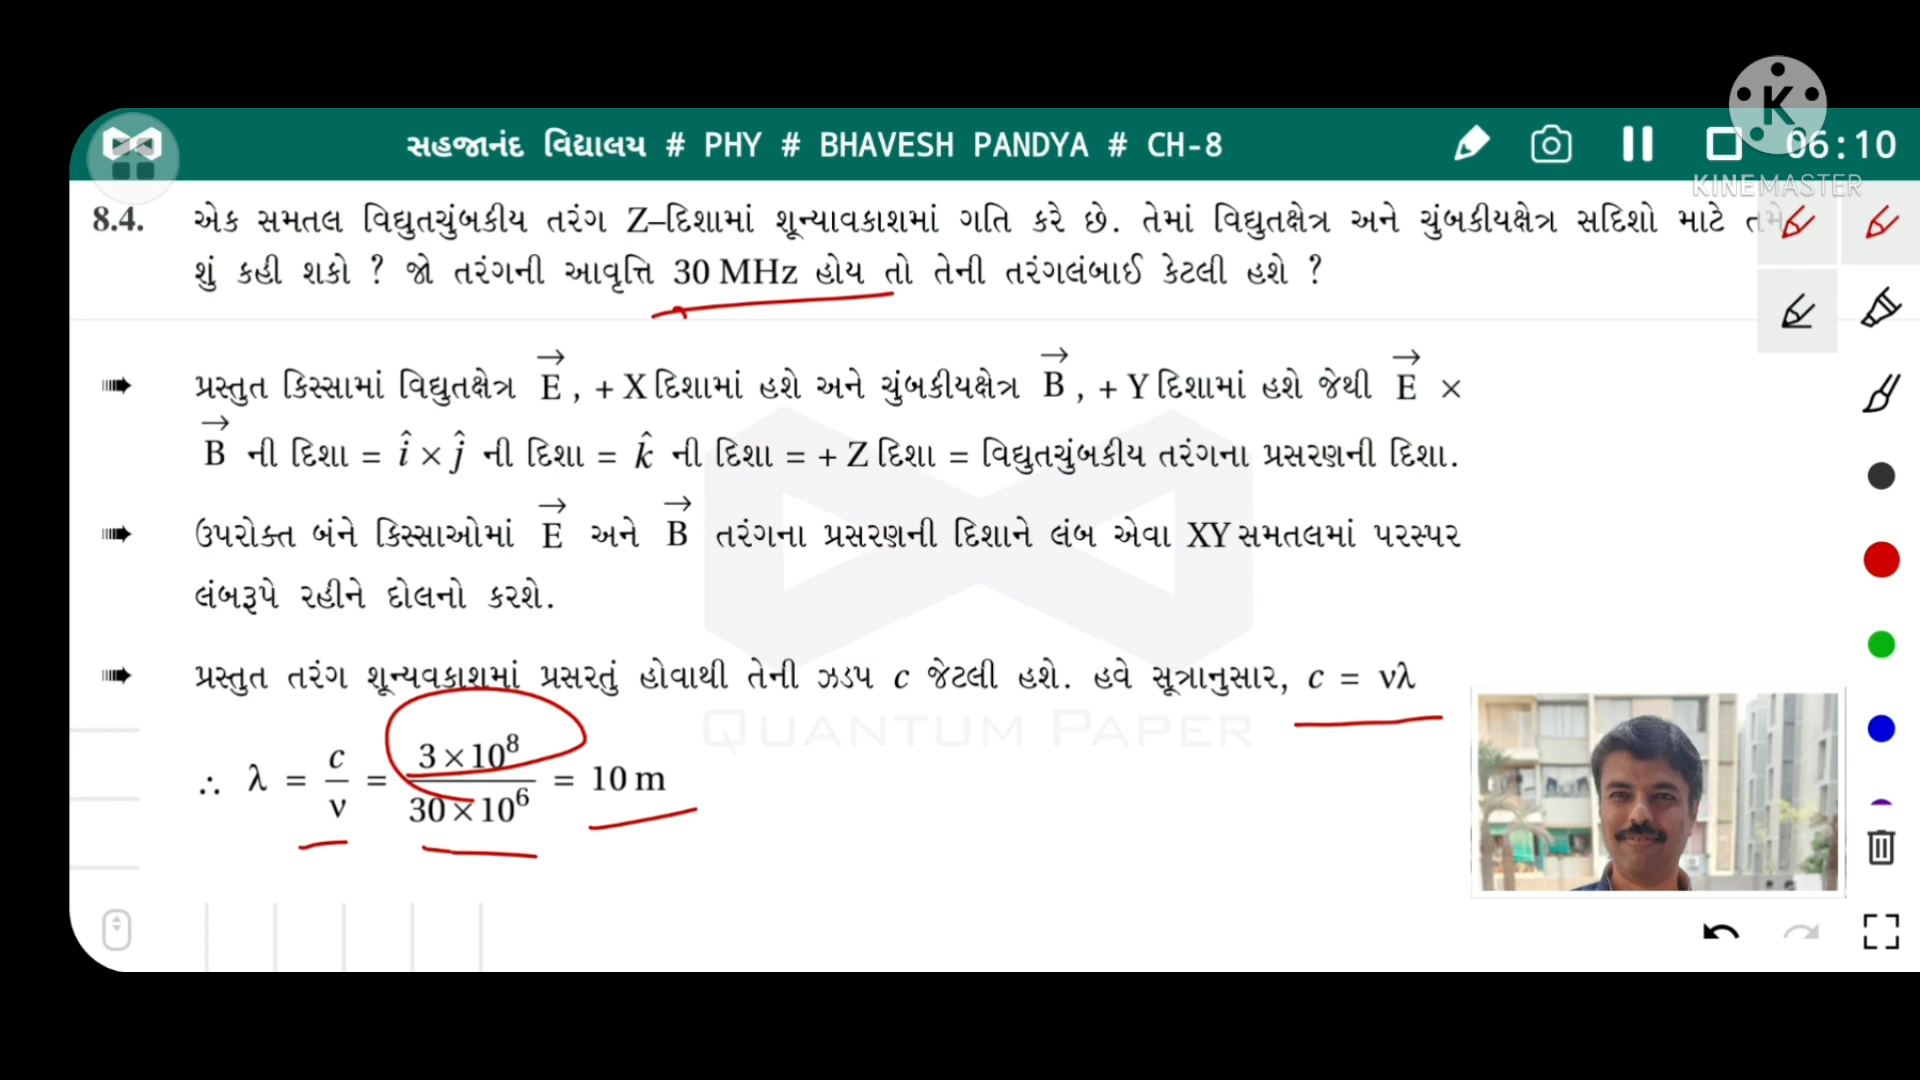 સહજાનંદ વિદ્યાલય # PHY # BHAVESH PANDYA # CH-8
06:10
K
KINEMASTER
8.4. એક સમતલ વિદ્યુતચુંબકીય તરંગ Z–દિશામાં શૂન્યાવકાશમાં ગતિ કરે છે. તેમાં વિદ્યુતક્ષેત્ર અને ચુંબકીયક્ષેત્ર સદિશો માટે તમે
શું કહી શકો ? જો તરંગની આવૃત્તિ 30 MHz હોય તો તેની તરંગલંબાઈ કેટલી હશે ?
પ્રસ્તુત કિસ્સામાં વિદ્યુતક્ષેત્ર E⃗, + X દિશામાં હશે અને ચુંબકીયક્ષેત્ર B⃗, + Y દિશામાં હશે જેથી E⃗ ×
B⃗ ની દિશા = î × ĵ ની દિશા = k̂ ની દિશા = + Z દિશા = વિદ્યુતચુંબકીય તરંગના પ્રસરણની દિશા.
ઉપરોક્ત બંને કિસ્સાઓમાં E⃗ અને B⃗ તરંગના પ્રસરણની દિશાને લંબ એવા XY સમતલમાં પરસ્પર
લંબરૂપે રહીને દોલનો કરશે.
પ્રસ્તુત તરંગ શૂન્યવકાશમાં પ્રસરતું હોવાથી તેની ઝડપ c જેટલી હશે. હવે સૂત્રાનુસાર, c = νλ
∴ λ = c/ν = 3×10⁸/30×10⁶ = 10 m
QUANTUM PAPER